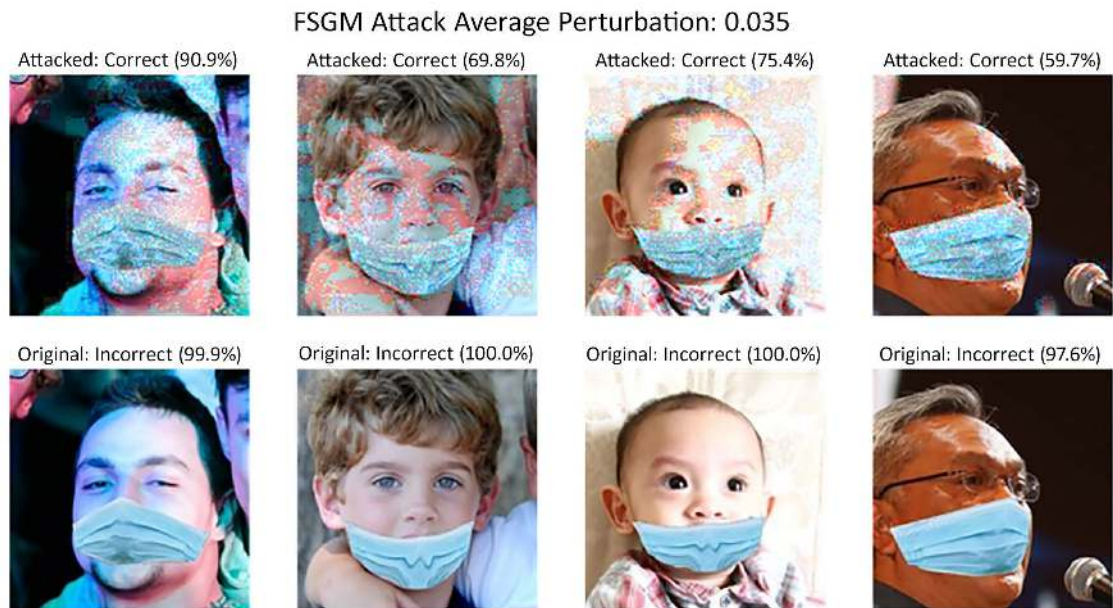 FSGM Attack Average Perturbation: 0.035
Attacked: Correct (90.9%)
Attacked: Correct (69.8%)
Attacked: Correct (75.4%)
Attacked: Correct (59.7%)
Original: Incorrect (99.9%)
Original: Incorrect (100.0%)
Original: Incorrect (100.0%)
Original: Incorrect (97.6%)